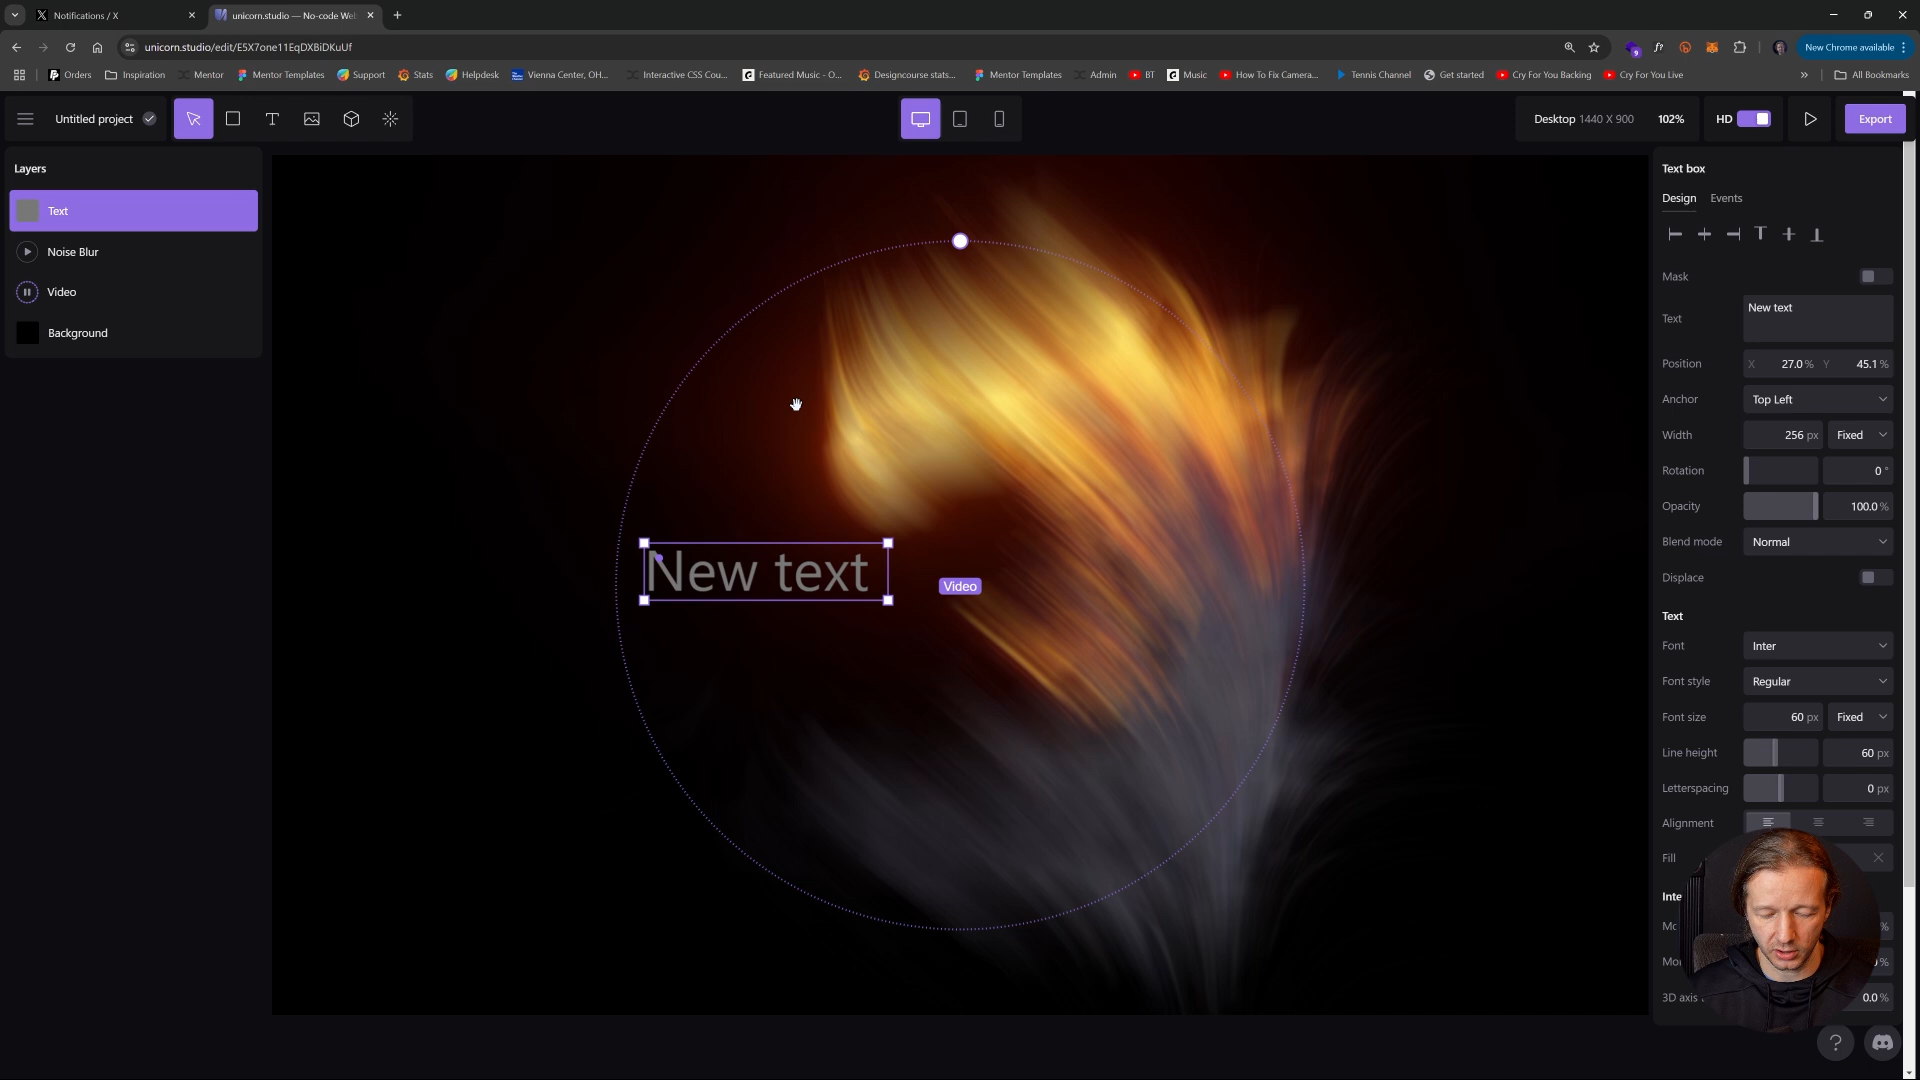 Notifications / X
unicorn.studio — No-code We
unicorn.studio/edit/E5X7one11EqDXBiDKuUf
9
f?
New Chrome available
Orders
Inspiration
Mentor
Mentor Templates
Support
Stats
Helpdesk
Vienna Center, OH...
Interactive CSS Cou...
Featured Music - O...
Designcourse stats...
Mentor Templates
Admin
BT
Music
How To Fix Camera...
Tennis Channel
Get started
Cry For You Backing
Cry For You Live
»
All Bookmarks
Untitled project
T
Desktop 1440 X 900
102%
HD
Export
Layers
Text
Noise Blur
Video
Background
New text
Video
Text box
Design Events
Mask
Text New text
Position X 27.0 % Y 45.1 %
Anchor Top Left
Width 256 px Fixed
Rotation 0 °
Opacity 100.0 %
Blend mode Normal
Displace
Text
Font Inter
Font style Regular
Font size 60 px Fixed
Line height 60 px
Letterspacing 0 px
Alignment
Fill
%
%
3D axis 0.0 %
?